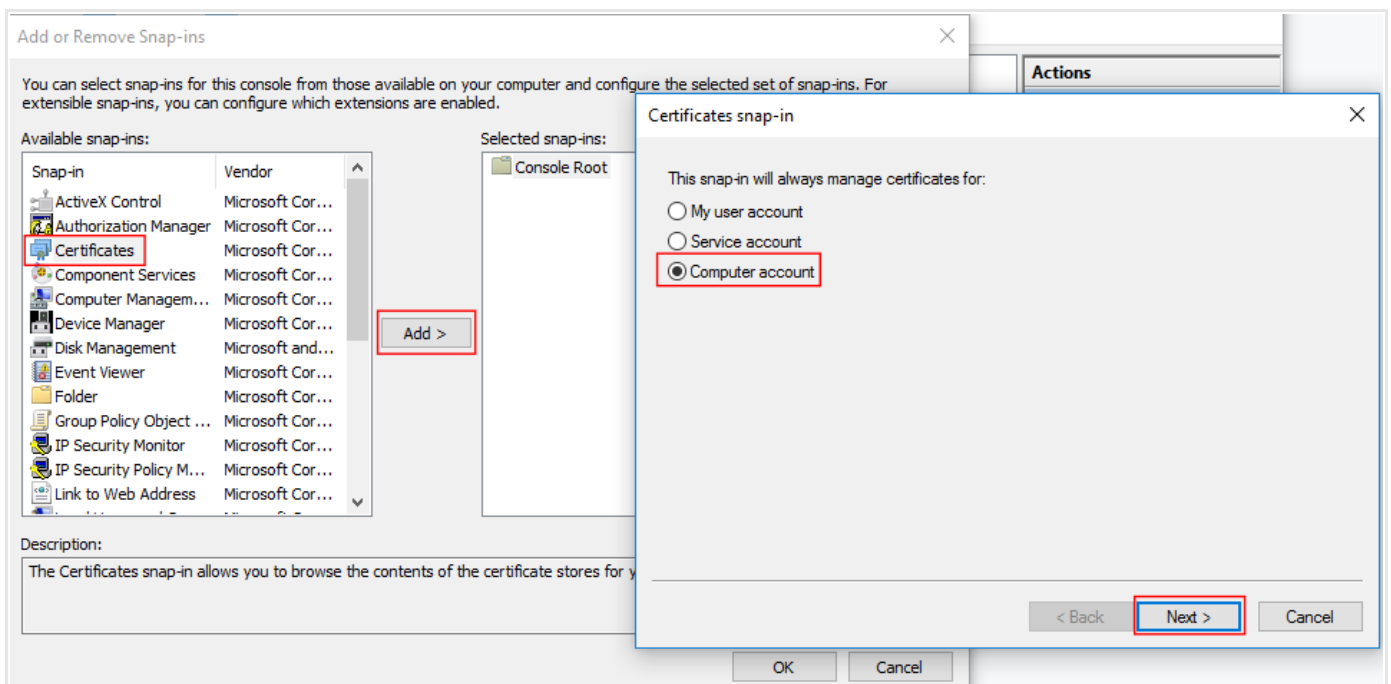 Add or Remove Snap-ins
You can select snap-ins for this console from those available on your computer and configure the selected set of snap-ins. For
extensible snap-ins, you can configure which extensions are enabled.
Available snap-ins:
Snap-in Vendor
ActiveX Control Microsoft Cor...
Authorization Manager Microsoft Cor...
Certificates Microsoft Cor...
Component Services Microsoft Cor...
Computer Managem... Microsoft Cor...
Device Manager Microsoft Cor...
Disk Management Microsoft and...
Event Viewer Microsoft Cor...
Folder Microsoft Cor...
Group Policy Object ... Microsoft Cor...
IP Security Monitor Microsoft Cor...
IP Security Policy M... Microsoft Cor...
Link to Web Address Microsoft Cor...
Add >
Selected snap-ins:
Console Root
Description:
The Certificates snap-in allows you to browse the contents of the certificate stores for
OK Cancel
Actions
Certificates snap-in
This snap-in will always manage certificates for:
My user account
Service account
Computer account
< Back Next > Cancel